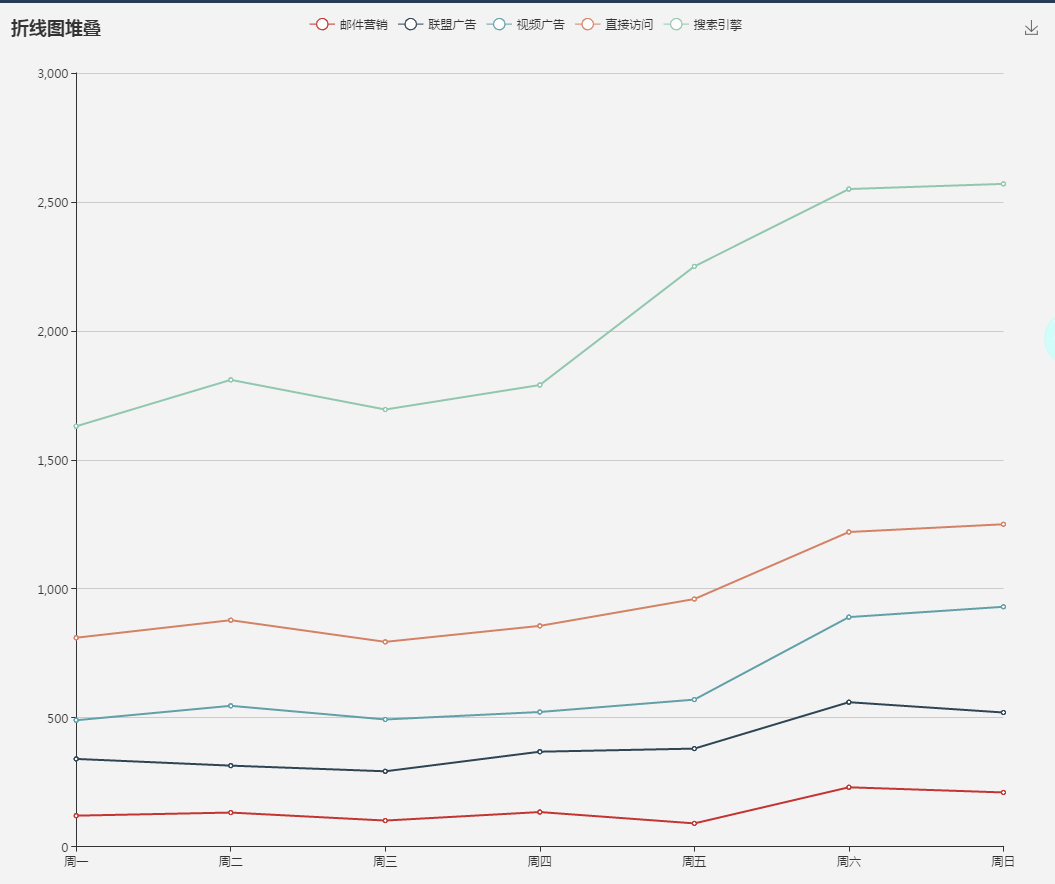 折线图堆叠
邮件营销 联盟广告 视频广告 直接访问 搜索引擎
3,000
2,500
2,000
1,500
1,000
500
0
周一 周二 周三 周四 周五 周六 周日